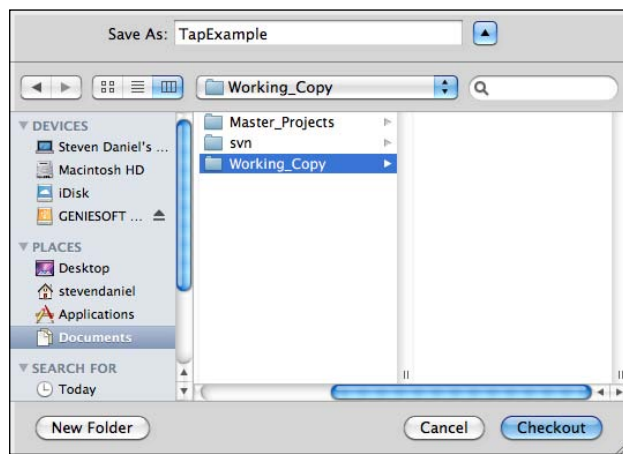 Save As: TapExample
Working_Copy
DEVICES
Steven Daniel's ...
Macintosh HD
iDisk
GENIESOFT ...
PLACES
Desktop
stevendaniel
Applications
Documents
SEARCH FOR
Today
Master_Projects
svn
Working_Copy
New Folder
Cancel
Checkout